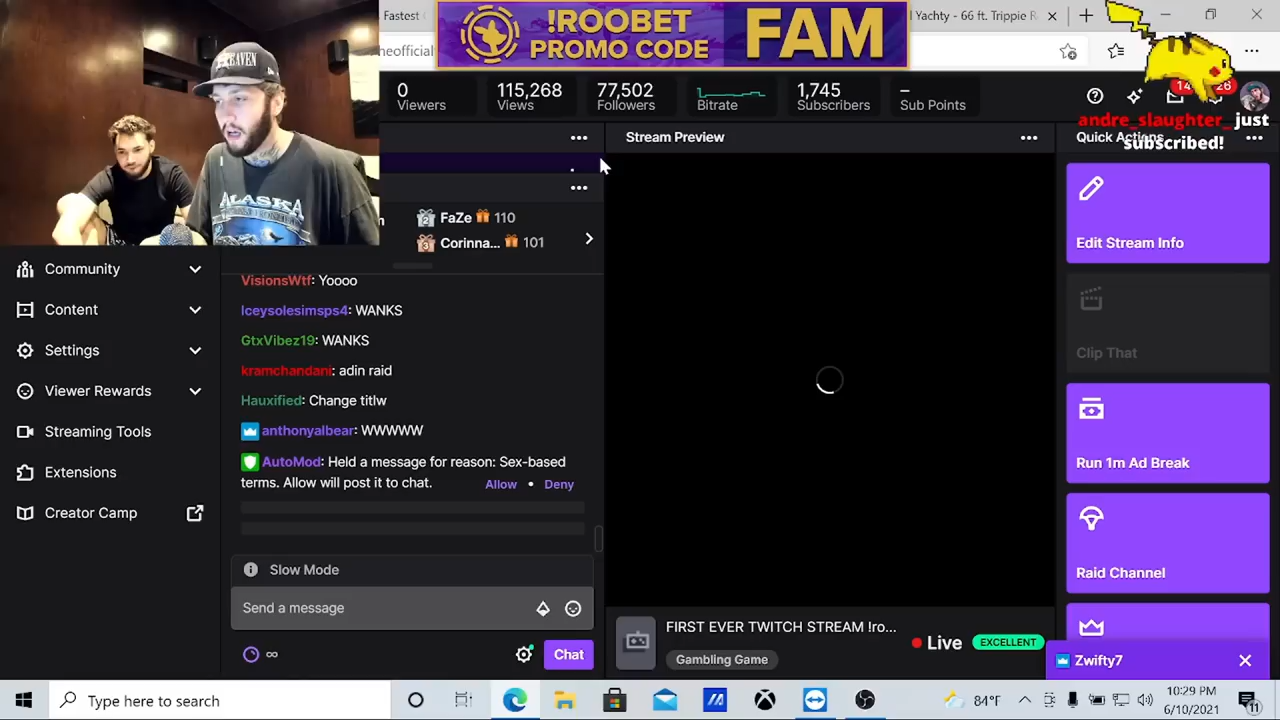 Fastest
Yachty - 66 ft. Trippie R
heofficial
!ROOBET
PROMO CODE
FAM
HEAVEN
ALASKA
0
Viewers
115,268
Views
77,502
Followers
Bitrate
1,745
Subscribers
–
Sub Points
andre_slaughter_ just
subscribed!
Stream Preview
Quick Actions
FaZe 110
Corinna... 101
Edit Stream Info
Clip That
Run 1m Ad Break
Raid Channel
Community
Content
Settings
Viewer Rewards
Streaming Tools
Extensions
Creator Camp
VisionsWtf: Yoooo
Iceysolesimsps4: WANKS
GtxVibez19: WANKS
kramchandani: adin raid
Hauxified: Change titlw
anthonyalbear: WWWWW
AutoMod: Held a message for reason: Sex-based
terms. Allow will post it to chat.
Allow • Deny
Slow Mode
Send a message
∞
Chat
FIRST EVER TWITCH STREAM !ro...
Gambling Game
Live
EXCELLENT
Zwifty7
Type here to search
84°F
10:29 PM
6/10/2021
11